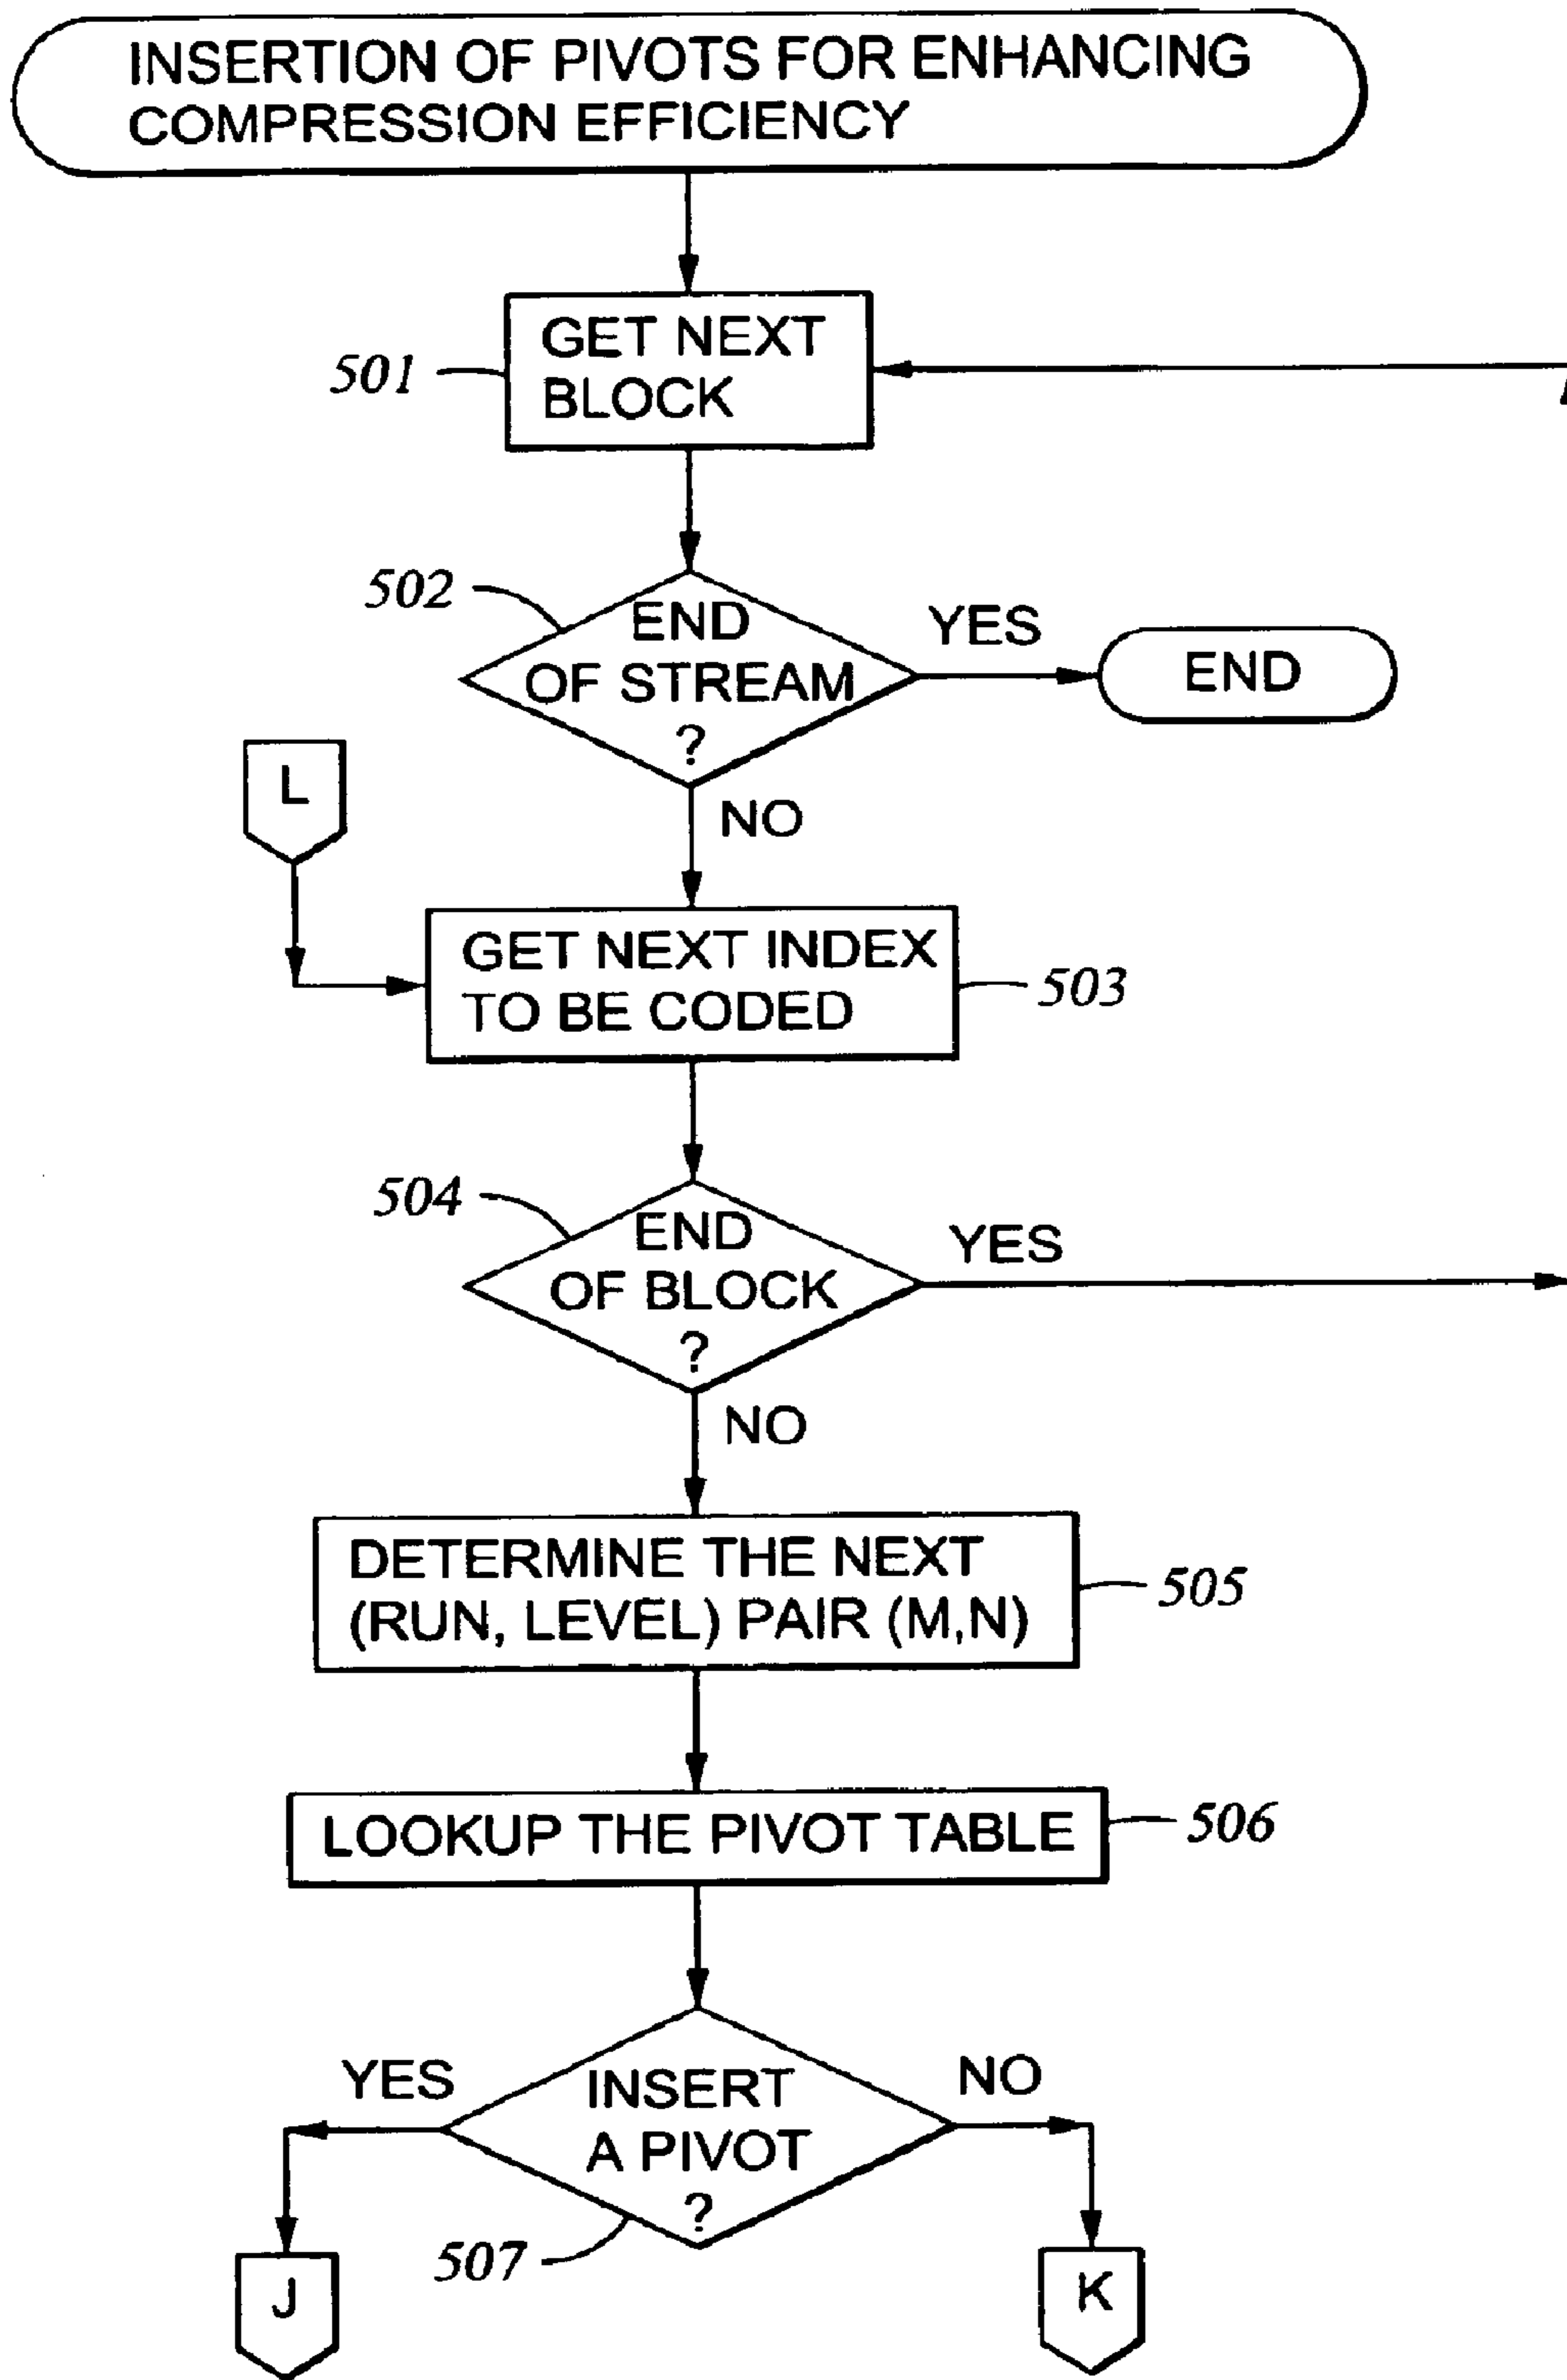 INSERTION OF PIVOTS FOR ENHANCING
COMPRESSION EFFICIENCY
501
GET NEXT
BLOCK
502
END
OF STREAM
?
YES
END
L
NO
GET NEXT INDEX
TO BE CODED
503
504
END
OF BLOCK
?
YES
NO
DETERMINE THE NEXT
(RUN, LEVEL) PAIR (M,N)
505
LOOKUP THE PIVOT TABLE
506
YES
INSERT
A PIVOT
?
NO
507
J
K